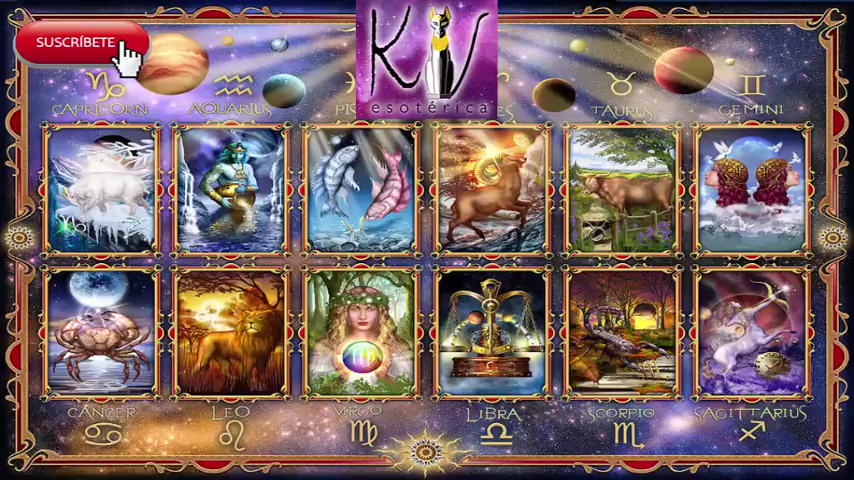 SUSCRÍBETE
KV
esotérica
CAPRICORN
AQUARIUS
TAURUS
GEMINI
CANCER
LEO
VIRGO
LIBRA
SCORPIO
SAGITTARIUS